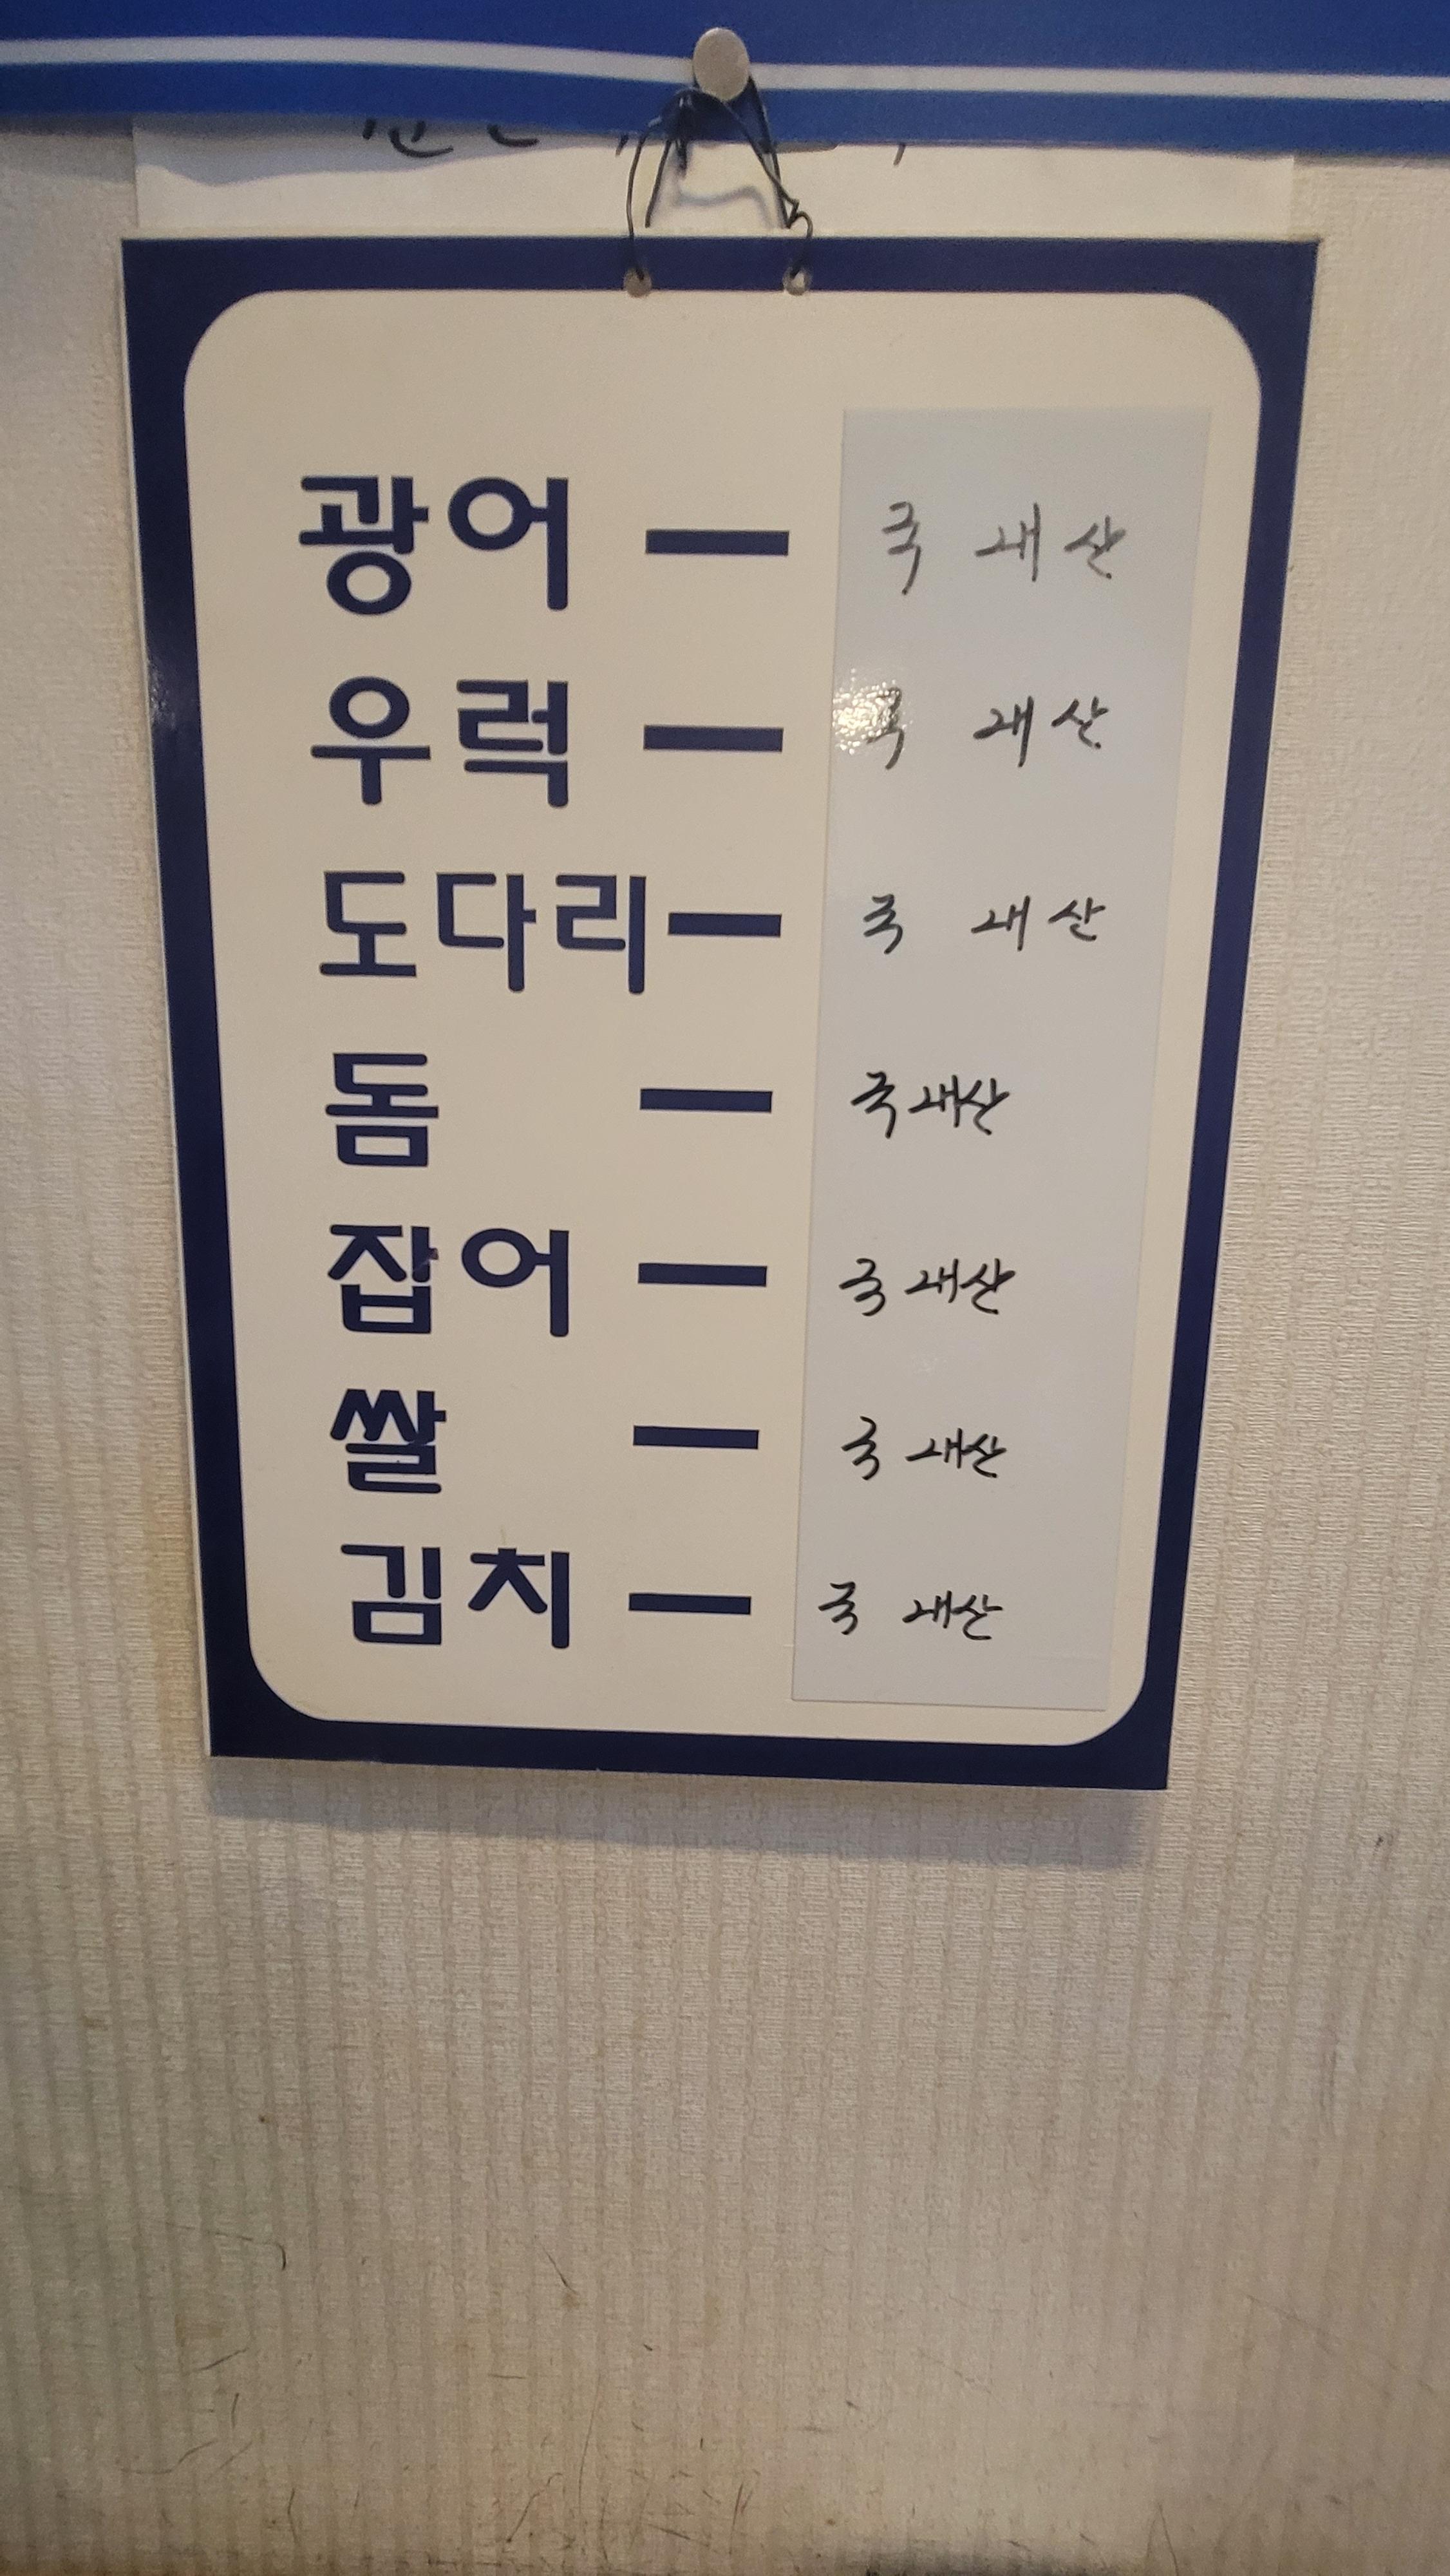 광어 — 국내산
우럭 — 국내산
도다리 — 국내산
돔 — 국내산
잡어 — 국내산
쌀 — 국내산
김치 — 국내산